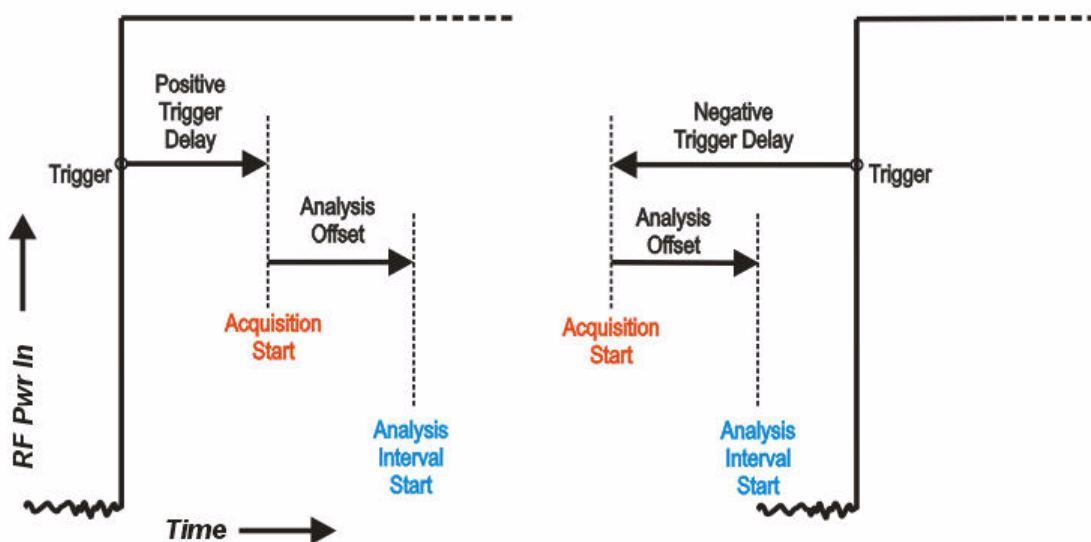 Positive
Trigger
Delay
Trigger
Analysis
Offset
Acquisition
Start
Analysis
Interval
Start
RF Pwr In
Time
Negative
Trigger Delay
Trigger
Analysis
Offset
Acquisition
Start
Analysis
Interval
Start